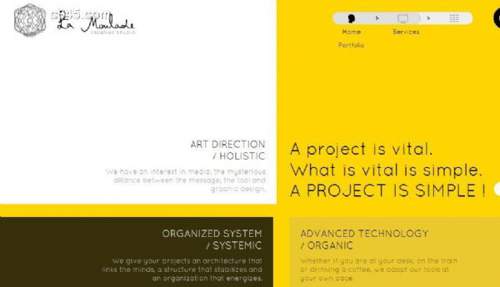 La Moulade
Home
Services
Portfolio
ART DIRECTION
/ HOLISTIC
We have an interest in media, the mysterious
alliance between the message, the tool and
graphic design.
A project is vital.
What is vital is simple.
A PROJECT IS SIMPLE !
ORGANIZED SYSTEM
/ SYSTEMIC
We give your projects an architecture that
links the minds, a structure that stabilizes and
an organization that energizes.
ADVANCED TECHNOLOGY
/ ORGANIC
Whether if you are at your desk, on the train
or drinking a coffee, we adapt our tools at
your own pace.